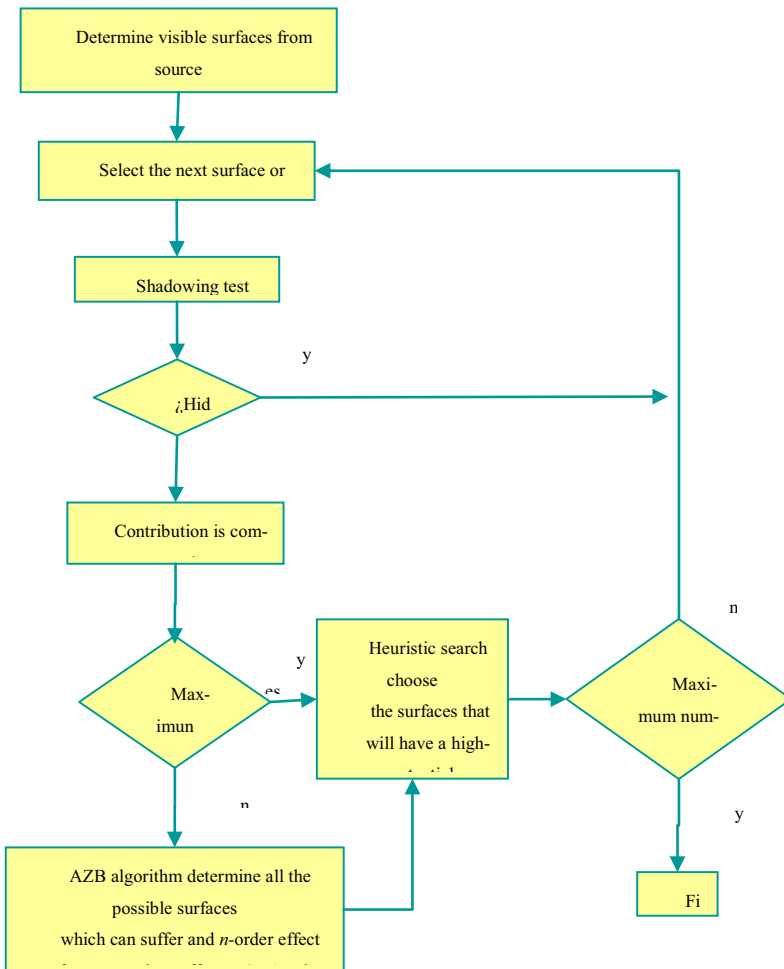 Determine visible surfaces from
source
Select the next surface or
Shadowing test
y
¿Hid
Contribution is com-
n
Heuristic search
choose
the surfaces that
will have a high-
y
es
Max-
imun
Maxi-
mum num-
n
y
AZB algorithm determine all the
possible surfaces
which can suffer and n-order effect
Fi